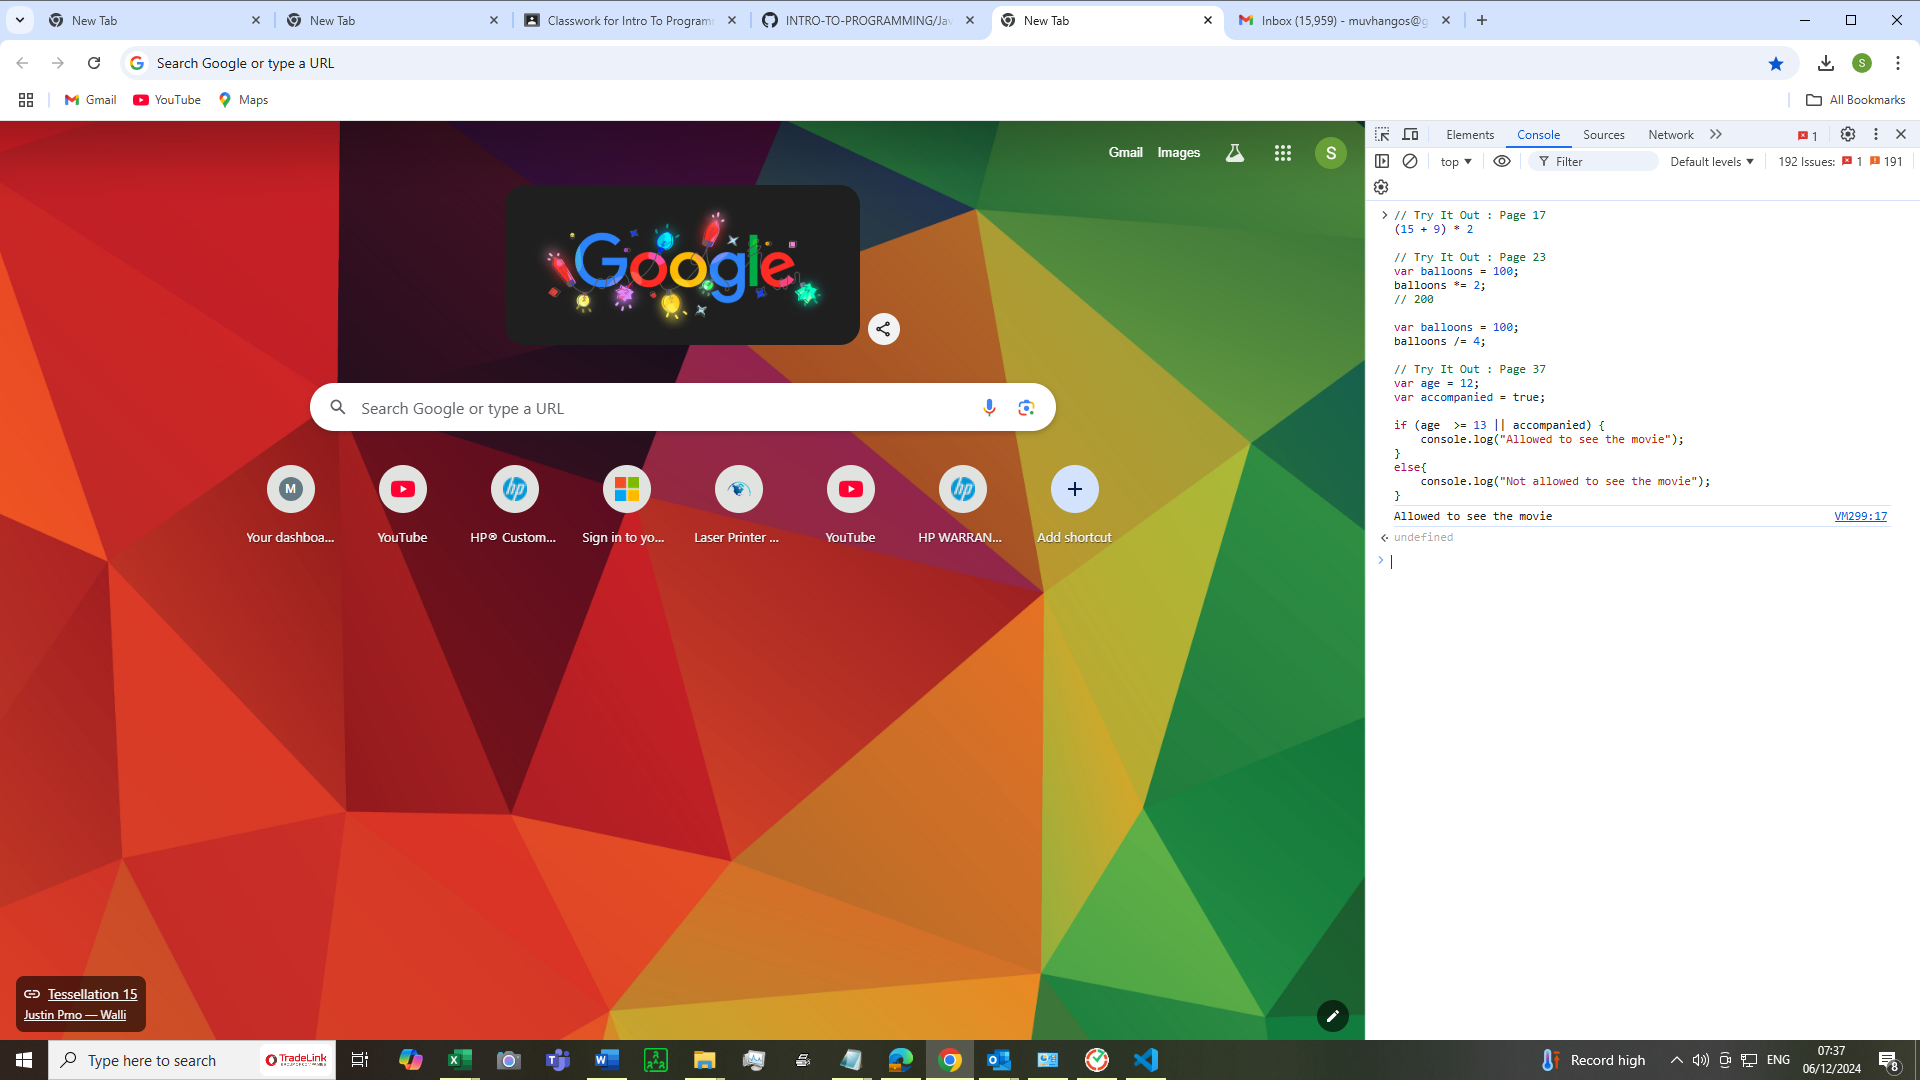 New Tab
New Tab
Classwork for Intro To Program
INTRO-TO-PROGRAMMING/Jav
New Tab
Inbox (15,959) - muvhangos@g
Search Google or type a URL
Gmail
YouTube
Maps
All Bookmarks
Gmail
Images
S
S
Google
Search Google or type a URL
M
Your dashboa...
YouTube
HP® Custom...
Sign in to yo...
Laser Printer ...
YouTube
HP WARRAN...
Add shortcut
Tessellation 15
Justin Prno — Walli
Elements
Console
Sources
Network
1
top
Filter
Default levels
192 Issues:
1
191
// Try It Out : Page 17
(15 + 9) * 2
// Try It Out : Page 23
var balloons = 100;
balloons *= 2;
// 200
var balloons = 100;
balloons /= 4;
// Try It Out : Page 37
var age = 12;
var accompanied = true;
if (age  >= 13 || accompanied) {
    console.log("Allowed to see the movie");
}
else{
    console.log("Not allowed to see the movie");
}
Allowed to see the movie
VM299:17
undefined
Type here to search
TradeLink
Record high
ENG
07:37
06/12/2024
8